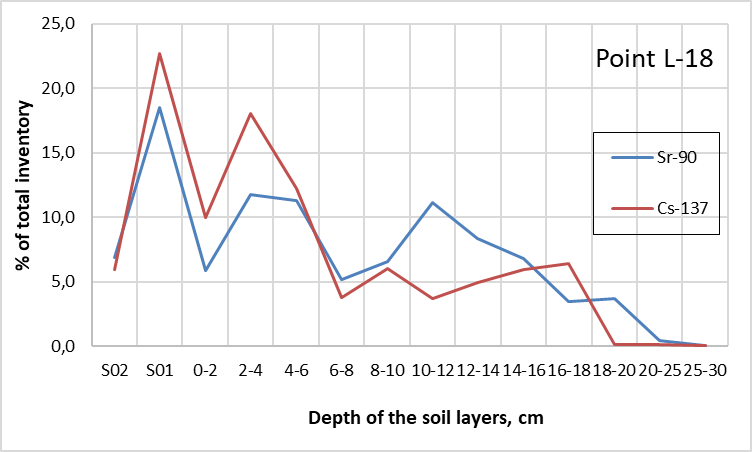 Point L-18
% of total inventory
25,0
20,0
15,0
10,0
5,0
0,0
Sr-90
Cs-137
S02 S01 0-2 2-4 4-6 6-8 8-10 10-12 12-14 14-16 16-18 18-20 20-25 25-30
Depth of the soil layers, cm